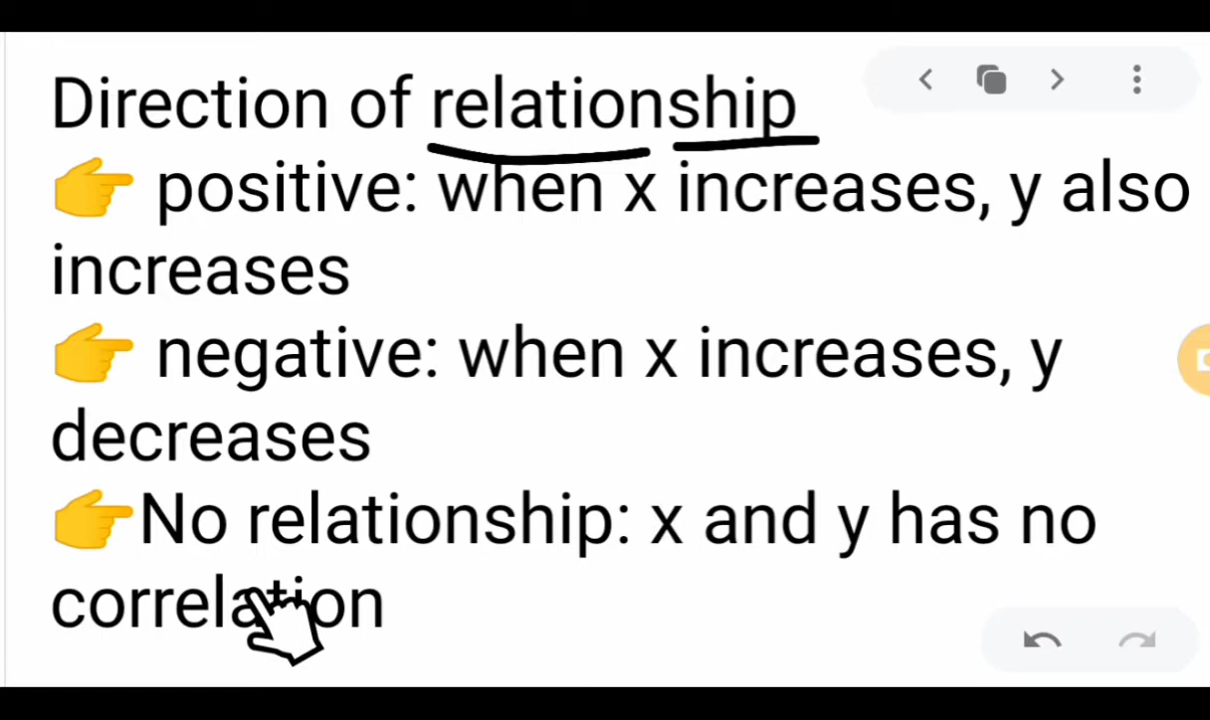 Direction of relationship
👉 positive: when x increases, y also
increases
👉 negative: when x increases, y
decreases
👉No relationship: x and y has no
correlation